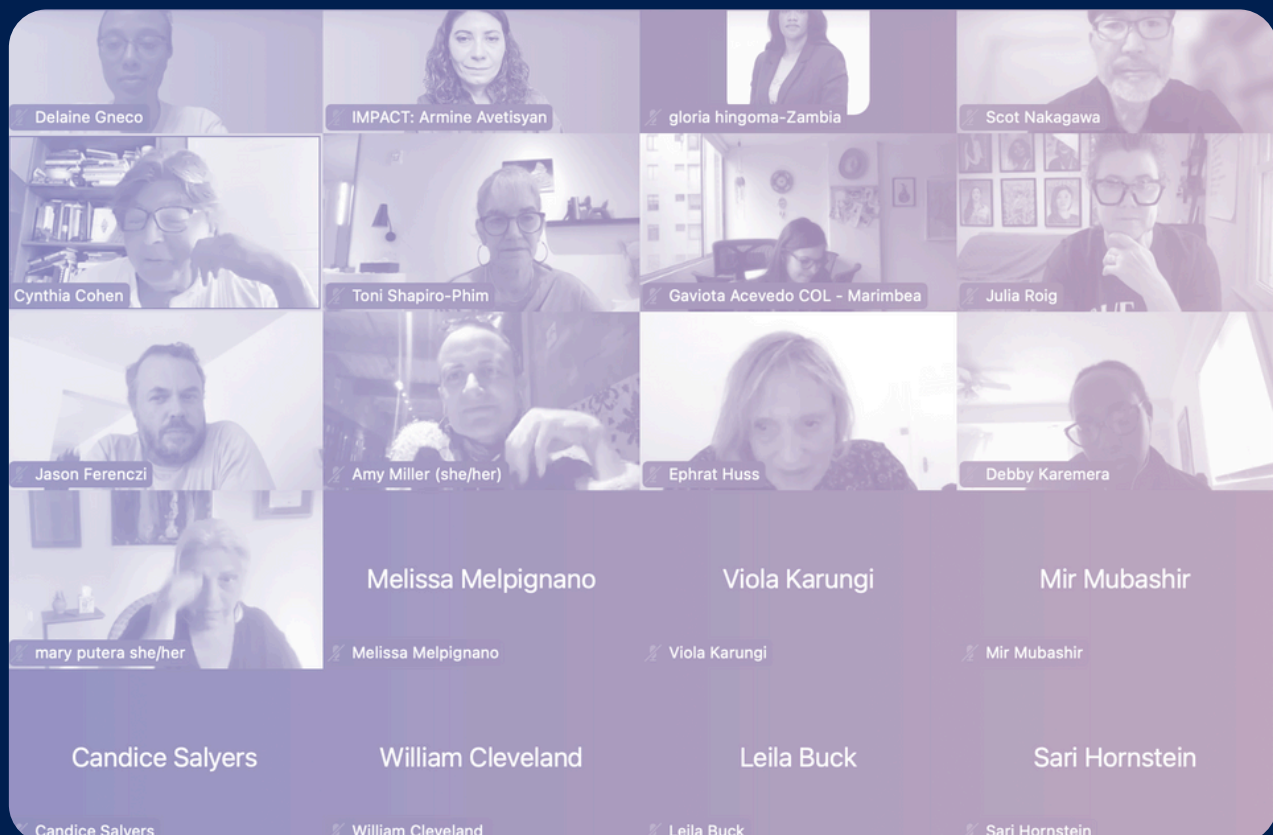 Delaine Gneco
IMPACT: Armine Avetisyan
gloria hingoma-Zambia
Scot Nakagawa
Cynthia Cohen
Toni Shapiro-Phim
Gaviota Acevedo COL - Marimbea
Julia Roig
Jason Ferenczi
Amy Miller (she/her)
Ephrat Huss
Debby Karemera
mary putera she/her
Melissa Melpignano
Melissa Melpignano
Viola Karungi
Viola Karungi
Mir Mubashir
Mir Mubashir
Candice Salyers
Candice Salyers
William Cleveland
William Cleveland
Leila Buck
Leila Buck
Sari Hornstein
Sari Hornstein